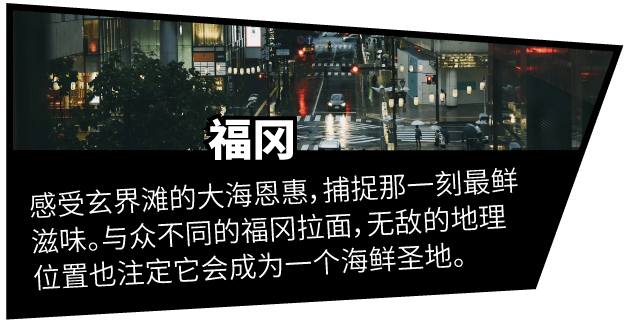 福冈
感受玄界滩的大海恩惠，捕捉那一刻最鲜
滋味。与众不同的福冈拉面，无敌的地理
位置也注定它会成为一个海鲜圣地。